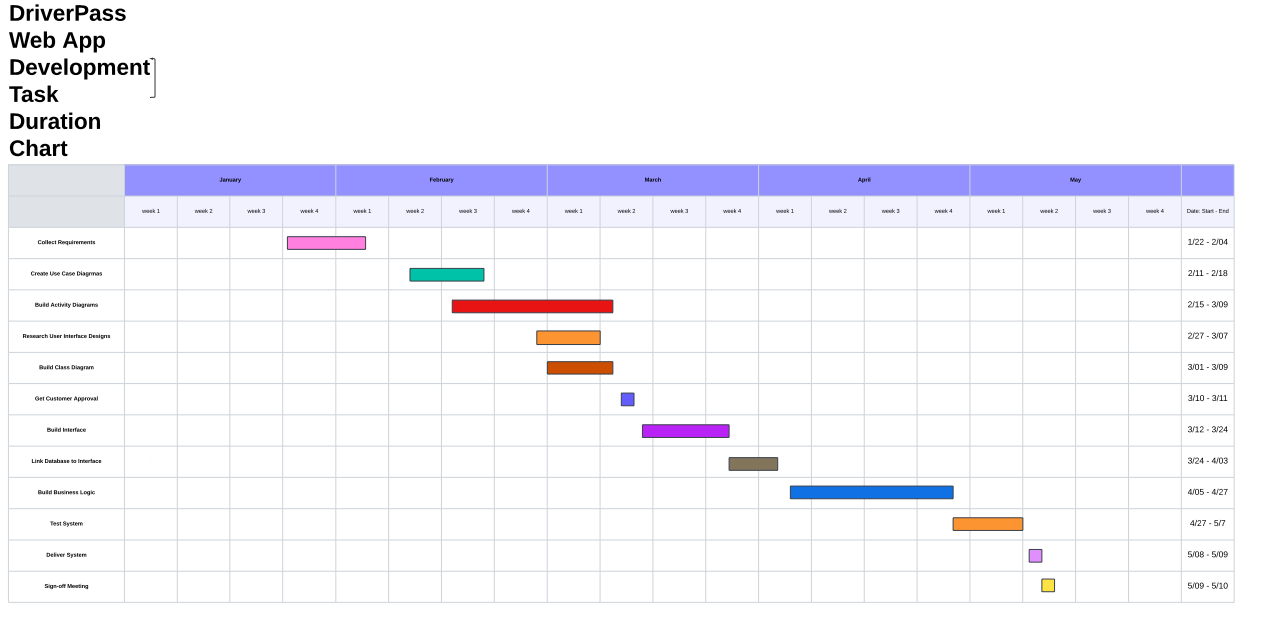 DriverPass
Web App
Development
Task
Duration
Chart
January February March April May
week 1 week 2 week 3 week 4 week 1 week 2 week 3 week 4 week 1 week 2 week 3 week 4 week 1 week 2 week 3 week 4 week 1 week 2 week 3 week 4 Date: Start - End
Collect Requirements 1/22 - 2/04
Create Use Case Diagrmas 2/11 - 2/18
Build Activity Diagrams 2/15 - 3/09
Research User Interface Designs 2/27 - 3/07
Build Class Diagram 3/01 - 3/09
Get Customer Approval 3/10 - 3/11
Build Interface 3/12 - 3/24
Link Database to Interface 3/24 - 4/03
Build Business Logic 4/05 - 4/27
Test System 4/27 - 5/7
Deliver System 5/08 - 5/09
Sign-off Meeting 5/09 - 5/10